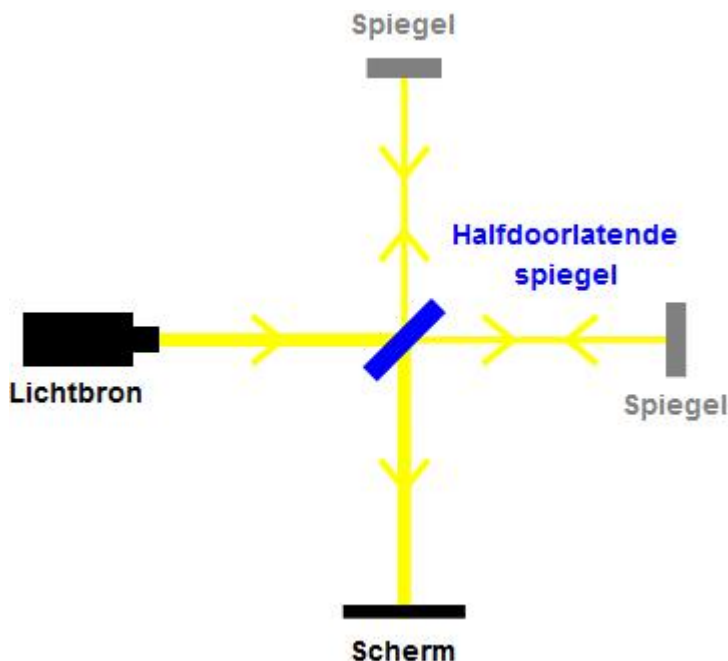 Spiegel
Halfdoorlatende
spiegel
Lichtbron
Spiegel
Scherm